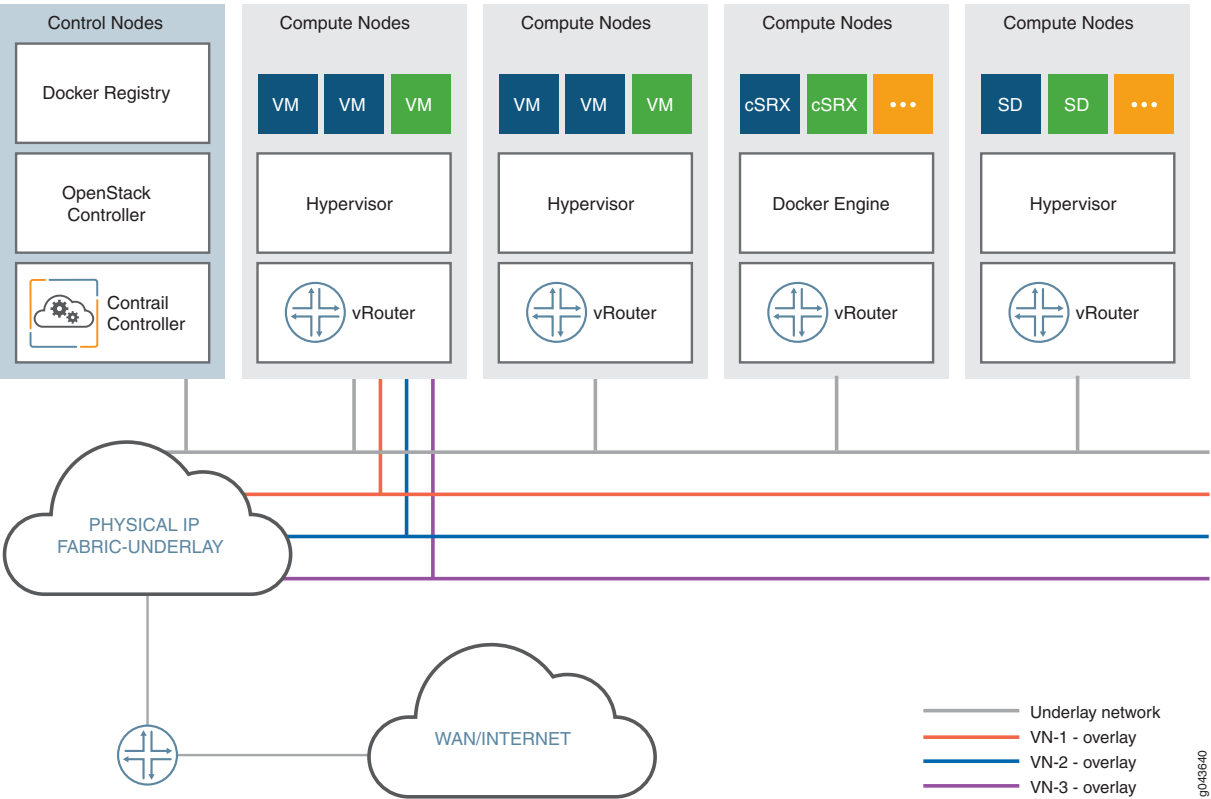 Control Nodes
Docker Registry
OpenStack
Controller
Contrail
Controller
Compute Nodes
VM
VM
VM
Hypervisor
vRouter
Compute Nodes
VM
VM
VM
Hypervisor
vRouter
Compute Nodes
cSRX
cSRX
Docker Engine
vRouter
Compute Nodes
SD
SD
Hypervisor
vRouter
PHYSICAL IP
FABRIC-UNDERLAY
WAN/INTERNET
Underlay network
VN-1 - overlay
VN-2 - overlay
VN-3 - overlay
g043640